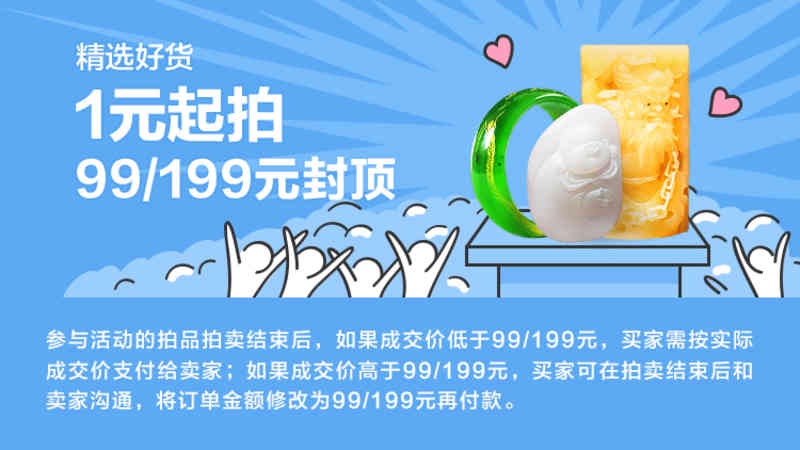 精选好货
1元起拍
99/199元封顶
参与活动的拍品拍卖结束后，如果成交价低于99/199元，买家需按实际
成交价支付给卖家；如果成交价高于99/199元，买家可在拍卖结束后和
卖家沟通，将订单金额修改为99/199元再付款。